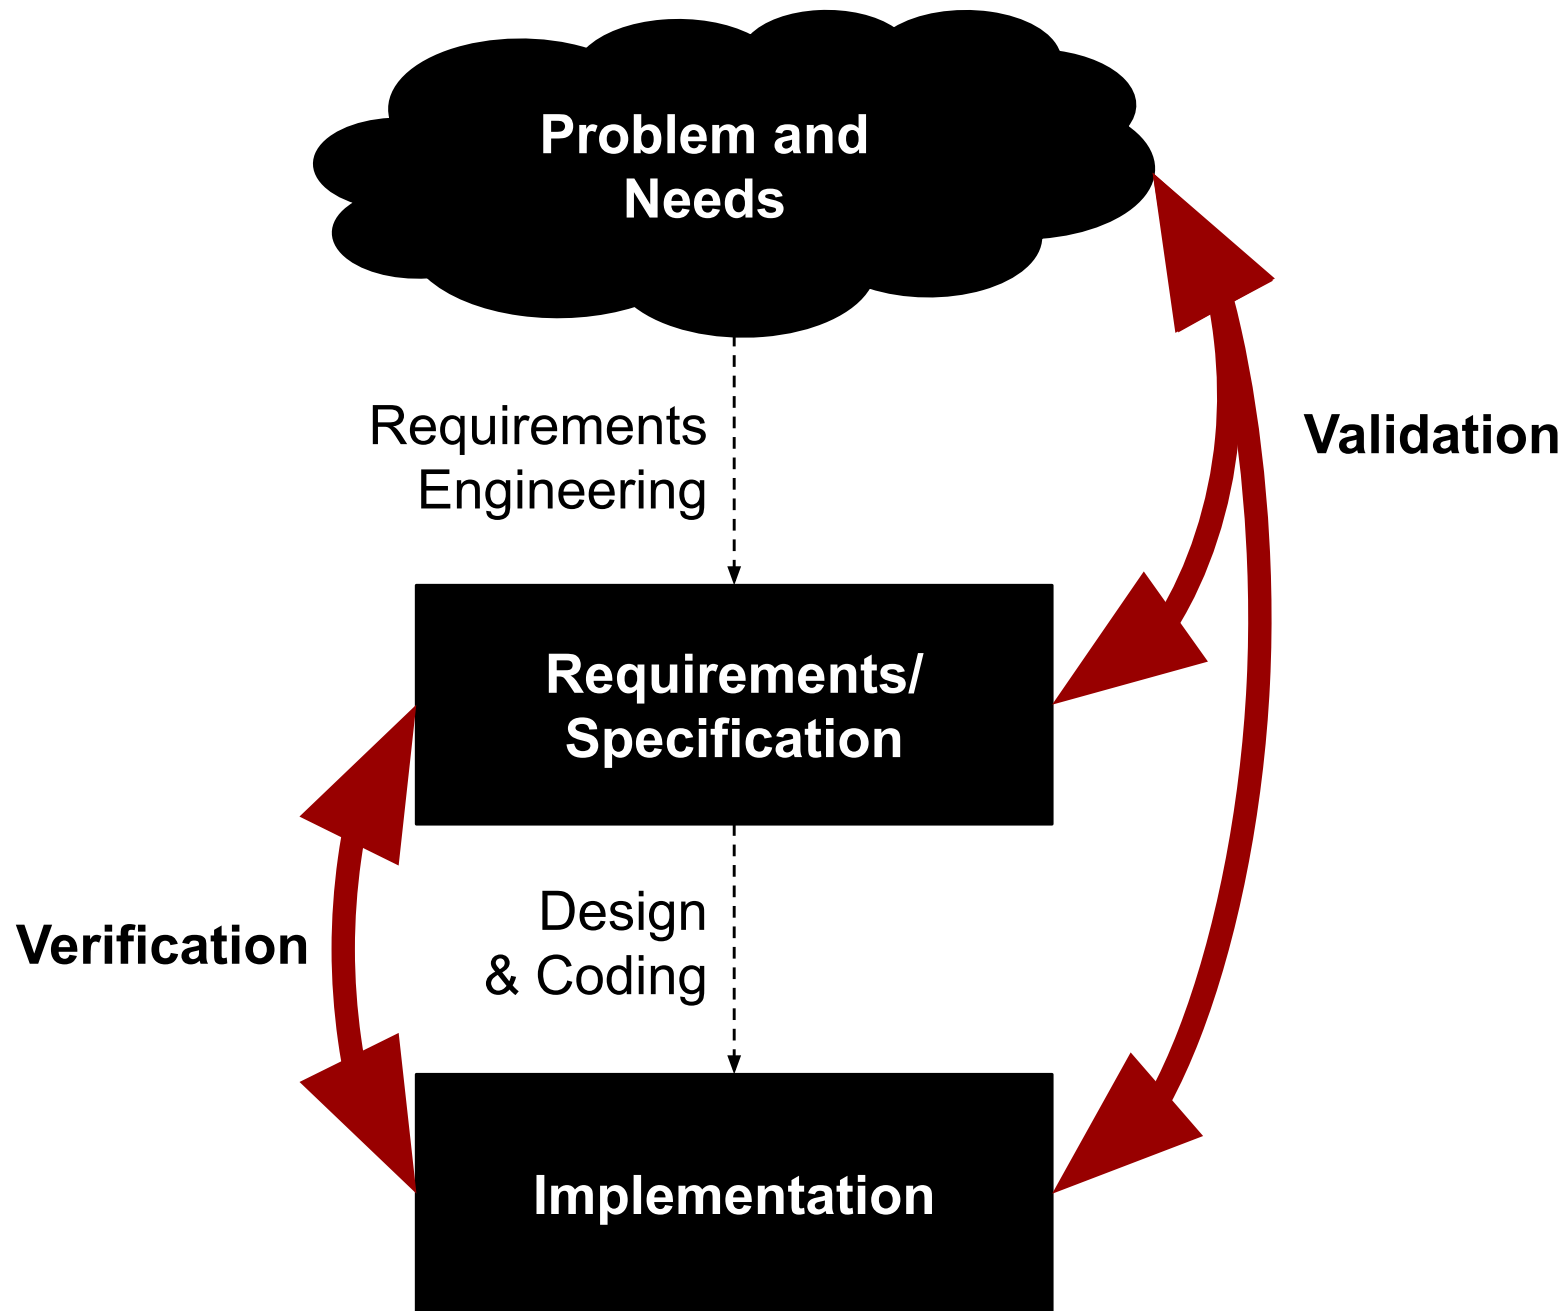 Problem and
Needs
Requirements
Engineering
Validation
Requirements/
Specification
Design
& Coding
Verification
Implementation